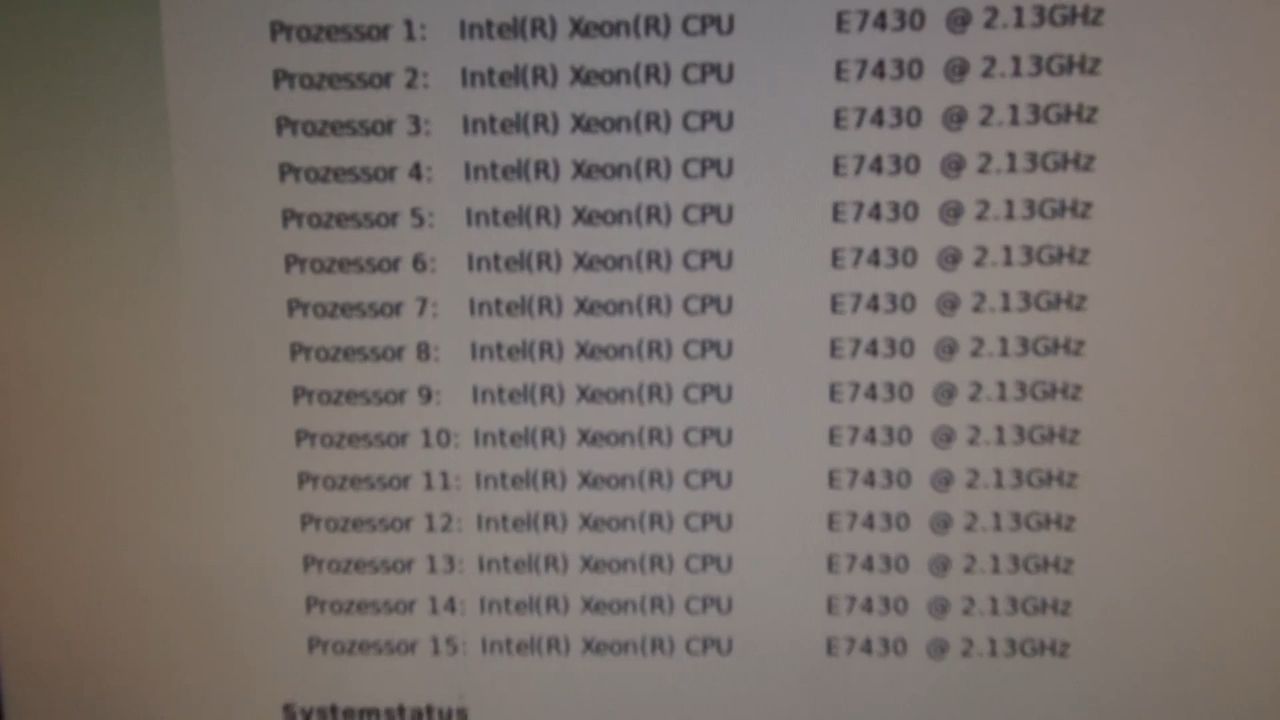 Prozessor 1: Intel(R) Xeon(R) CPU E7430 @ 2.13GHz
Prozessor 2: Intel(R) Xeon(R) CPU E7430 @ 2.13GHz
Prozessor 3: Intel(R) Xeon(R) CPU E7430 @ 2.13GHz
Prozessor 4: Intel(R) Xeon(R) CPU E7430 @ 2.13GHz
Prozessor 5: Intel(R) Xeon(R) CPU E7430 @ 2.13GHz
Prozessor 6: Intel(R) Xeon(R) CPU E7430 @ 2.13GHz
Prozessor 7: Intel(R) Xeon(R) CPU E7430 @ 2.13GHz
Prozessor 8: Intel(R) Xeon(R) CPU E7430 @ 2.13GHz
Prozessor 9: Intel(R) Xeon(R) CPU E7430 @ 2.13GHz
Prozessor 10: Intel(R) Xeon(R) CPU E7430 @ 2.13GHz
Prozessor 11: Intel(R) Xeon(R) CPU E7430 @ 2.13GHz
Prozessor 12: Intel(R) Xeon(R) CPU E7430 @ 2.13GHz
Prozessor 13: Intel(R) Xeon(R) CPU E7430 @ 2.13GHz
Prozessor 14: Intel(R) Xeon(R) CPU E7430 @ 2.13GHz
Prozessor 15: Intel(R) Xeon(R) CPU E7430 @ 2.13GHz
Systemstatus